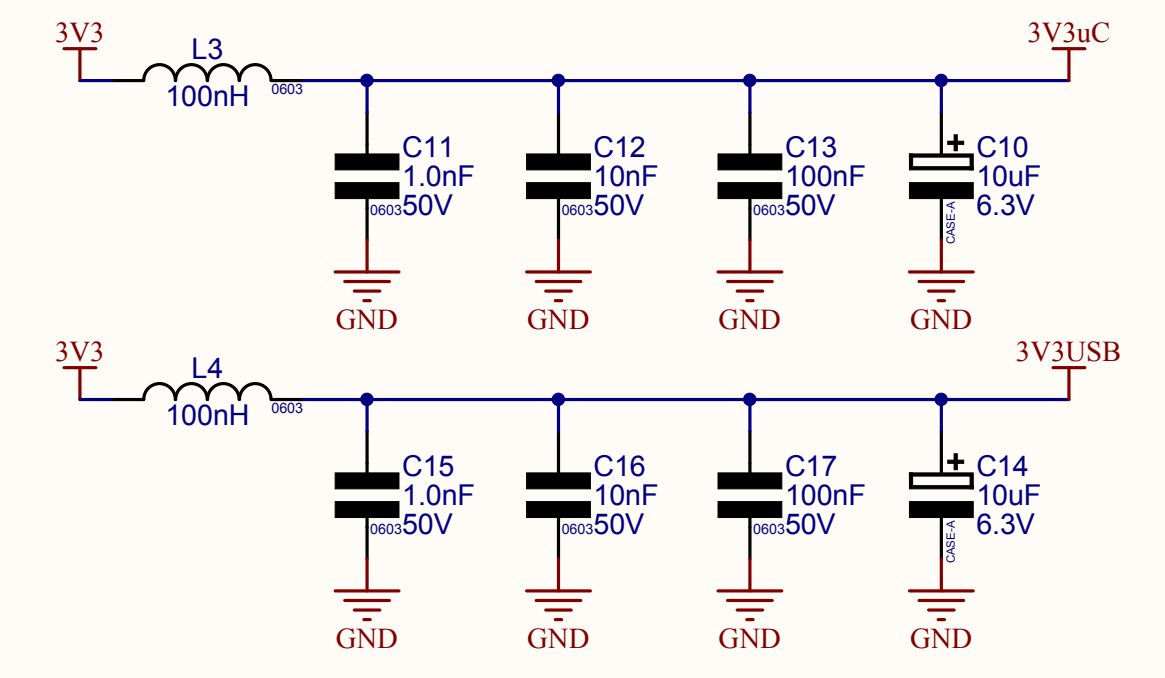 3V3
3V3uC
L3
100nH
0603
C11
1.0nF
50V
0603
C12
10nF
50V
0603
C13
100nF
50V
0603
+
C10
10uF
6.3V
CASE-A
GND
GND
GND
GND
3V3
3V3USB
L4
100nH
0603
C15
1.0nF
50V
0603
C16
10nF
50V
0603
C17
100nF
50V
0603
+
C14
10uF
6.3V
CASE-A
GND
GND
GND
GND